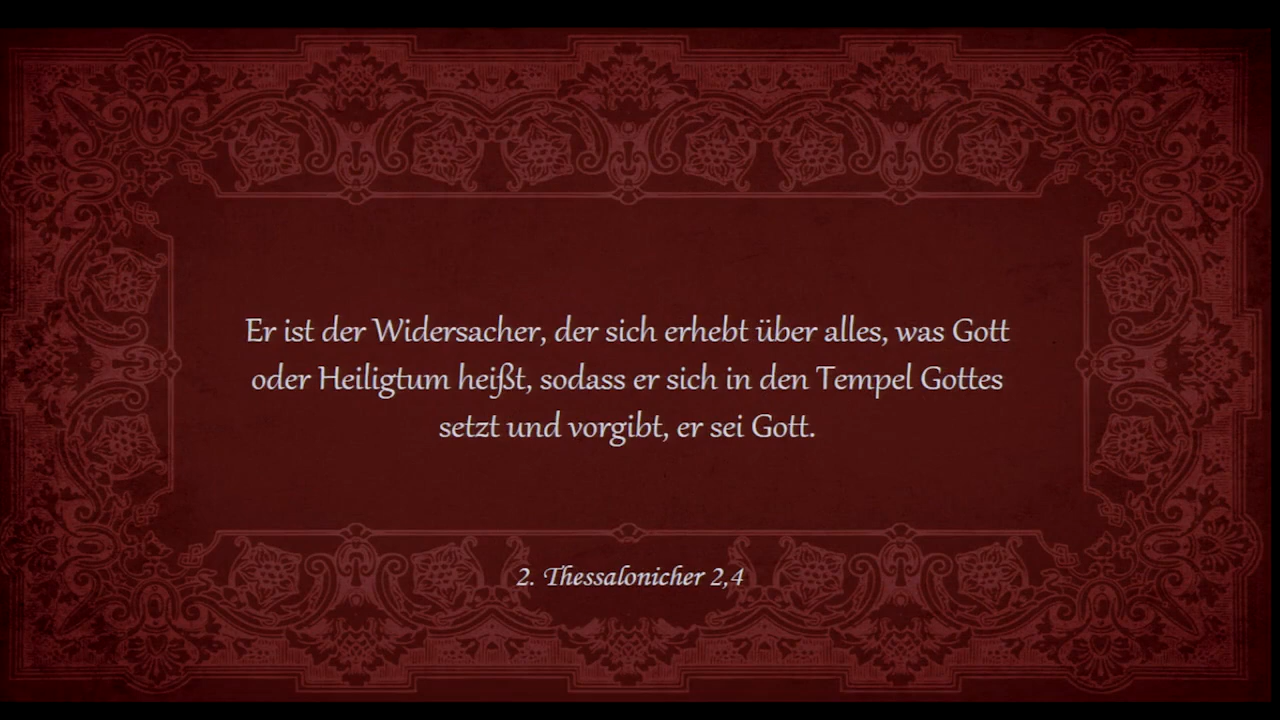 Er ist der Widersacher, der sich erhebt über alles, was Gott
oder Heiligtum heißt, sodass er sich in den Tempel Gottes
setzt und vorgibt, er sei Gott.
2. Thessalonicher 2,4